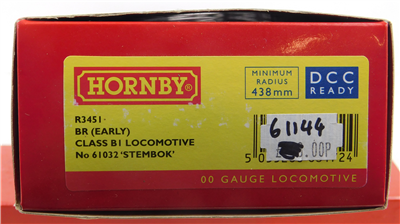 HORNBY®
MINIMUM
RADIUS
438mm
DCC
READY
R3451
BR (EARLY)
CLASS B1 LOCOMOTIVE
No 61032 'STEMBOK'
61144
.00P
00 GAUGE LOCOMOTIVE